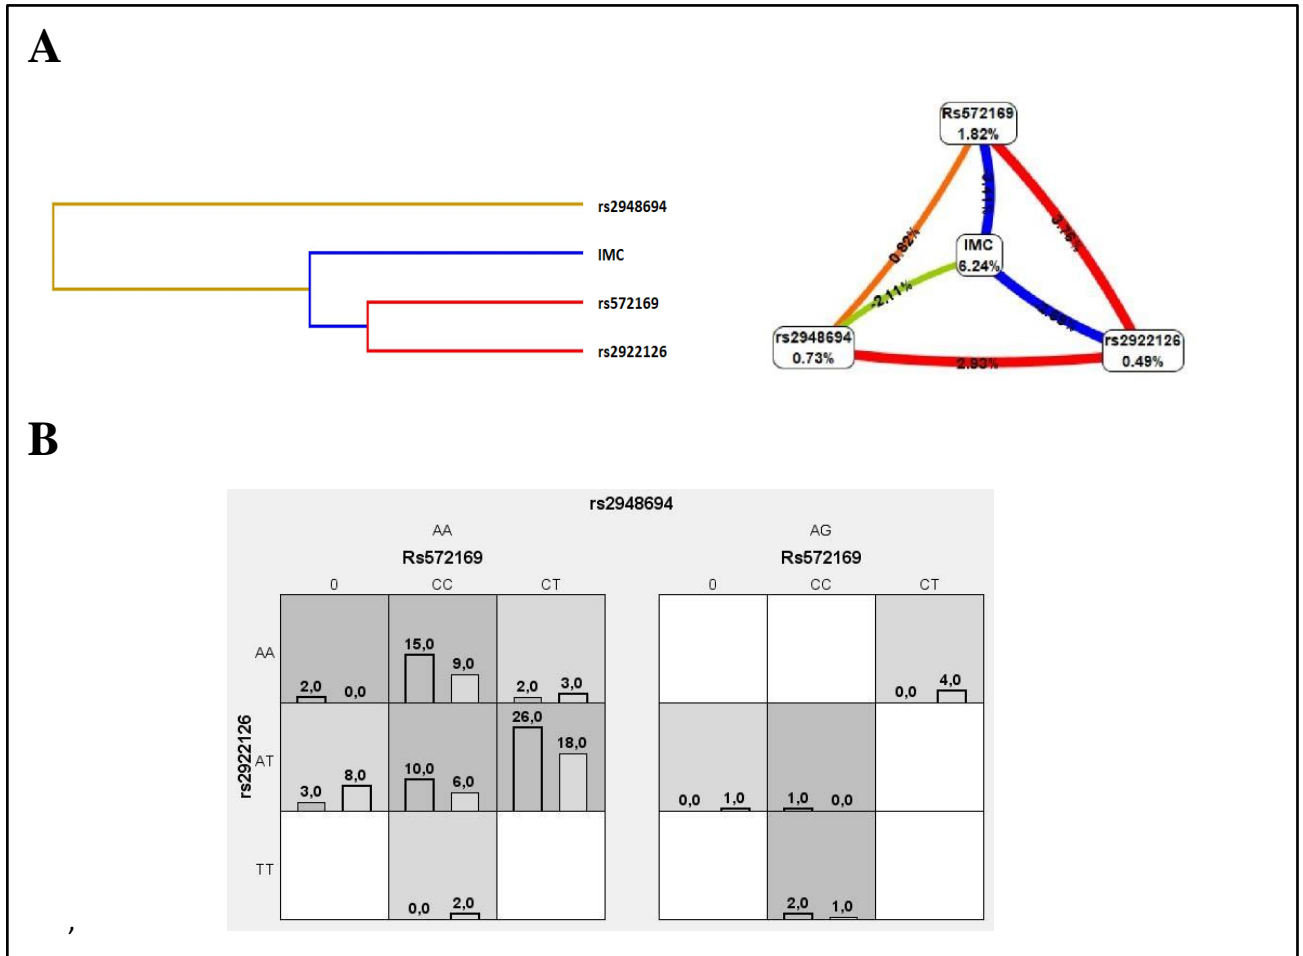 A
rs2948694
IMC
rs572169
rs2922126
Rs572169
1.82%
0.82%
3.76%
IMC
6.24%
-2.11%
rs2948694
0.73%
2.93%
rs2922126
0.49%
B
rs2948694
AA
AG
Rs572169
Rs572169
0 CC CT
0 CC CT
rs2922126
AA
2,0 0,0
15,0 9,0
2,0 3,0
0,0 4,0
AT
3,0 8,0
10,0 6,0
26,0 18,0
0,0 1,0
1,0 0,0
TT
0,0 2,0
2,0 1,0
,